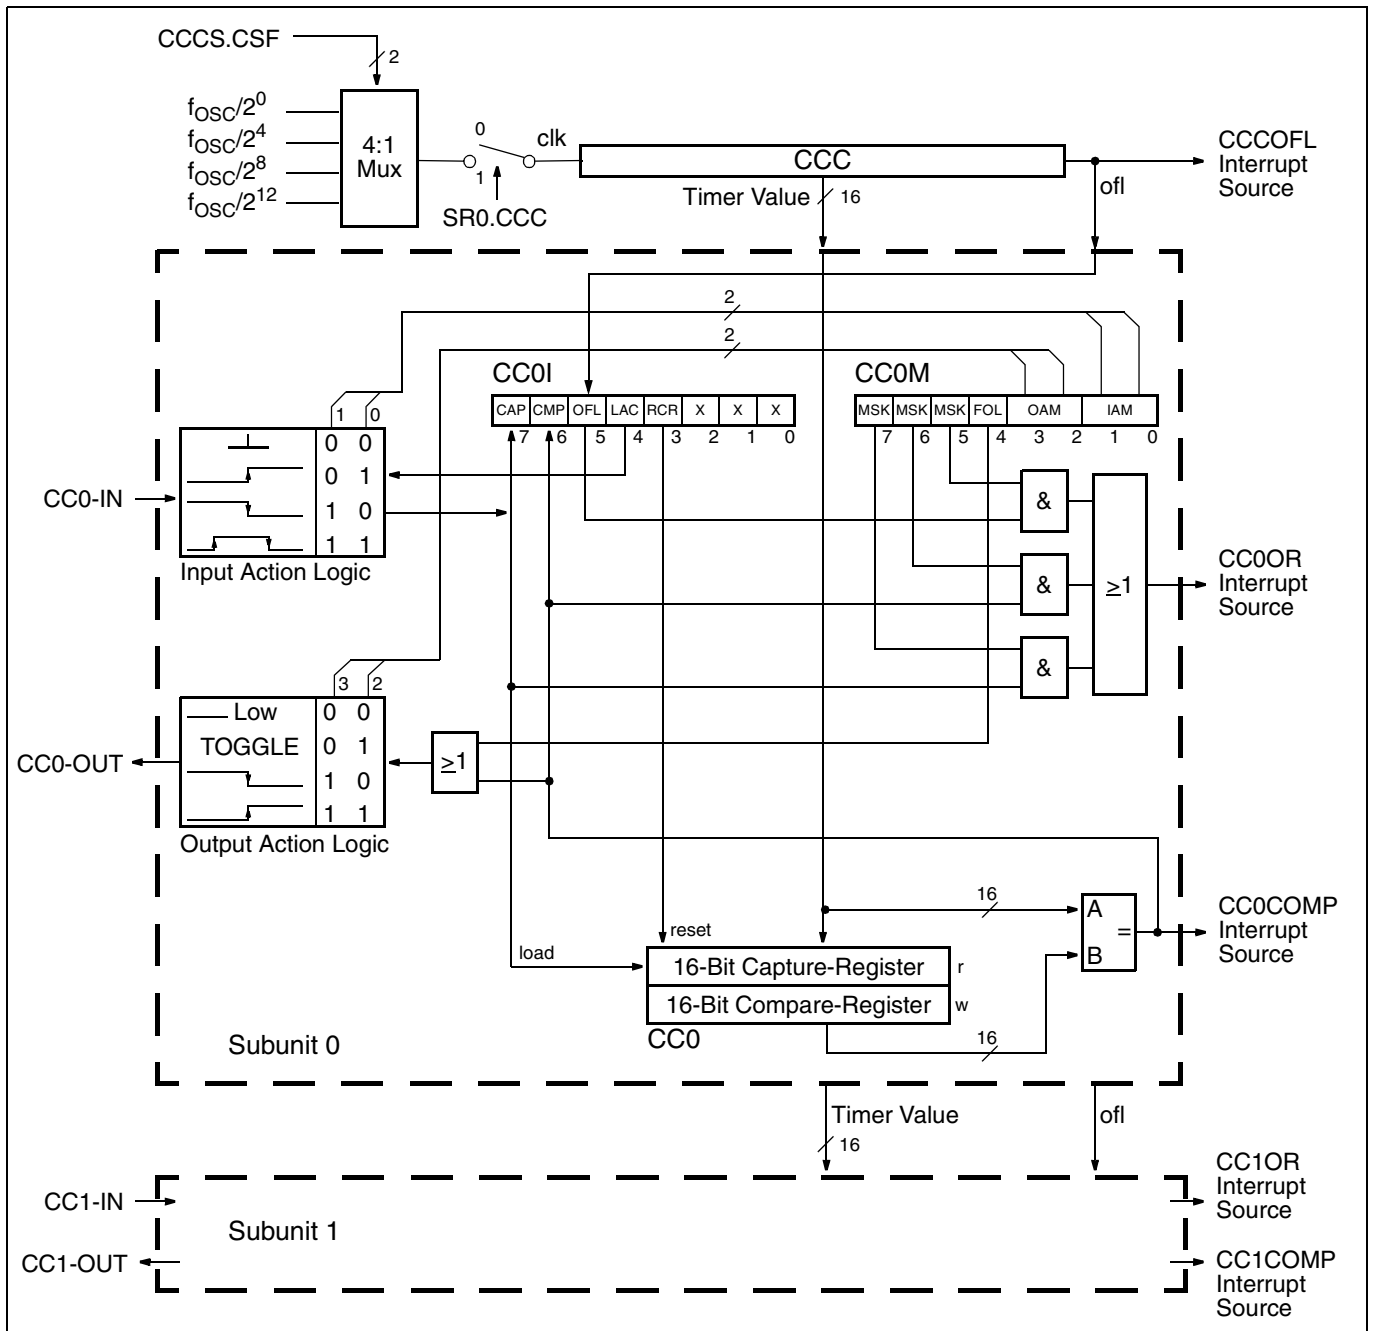 CCCS.CSF
2
fOSC/2^0
fOSC/2^4
fOSC/2^8
fOSC/2^12
4:1
Mux
0
1
SR0.CCC
clk
CCC
Timer Value
16
ofl
CCCOFL
Interrupt
Source
2
2
CC0I
CAP CMP OFL LAC RCR X X X
7 6 5 4 3 2 1 0
CC0M
MSK MSK MSK FOL OAM IAM
7 6 5 4 3 2 1 0
1 0
0 0
0 1
1 0
1 1
CC0-IN
Input Action Logic
&
&
&
≥1
CC0OR
Interrupt
Source
3 2
Low 0 0
TOGGLE 0 1
1 0
1 1
CC0-OUT
Output Action Logic
≥1
reset
load
16-Bit Capture-Register r
16-Bit Compare-Register w
CC0
16
16
A
B
=
CC0COMP
Interrupt
Source
Subunit 0
Timer Value
16
ofl
CC1-IN
CC1-OUT
Subunit 1
CC1OR
Interrupt
Source
CC1COMP
Interrupt
Source